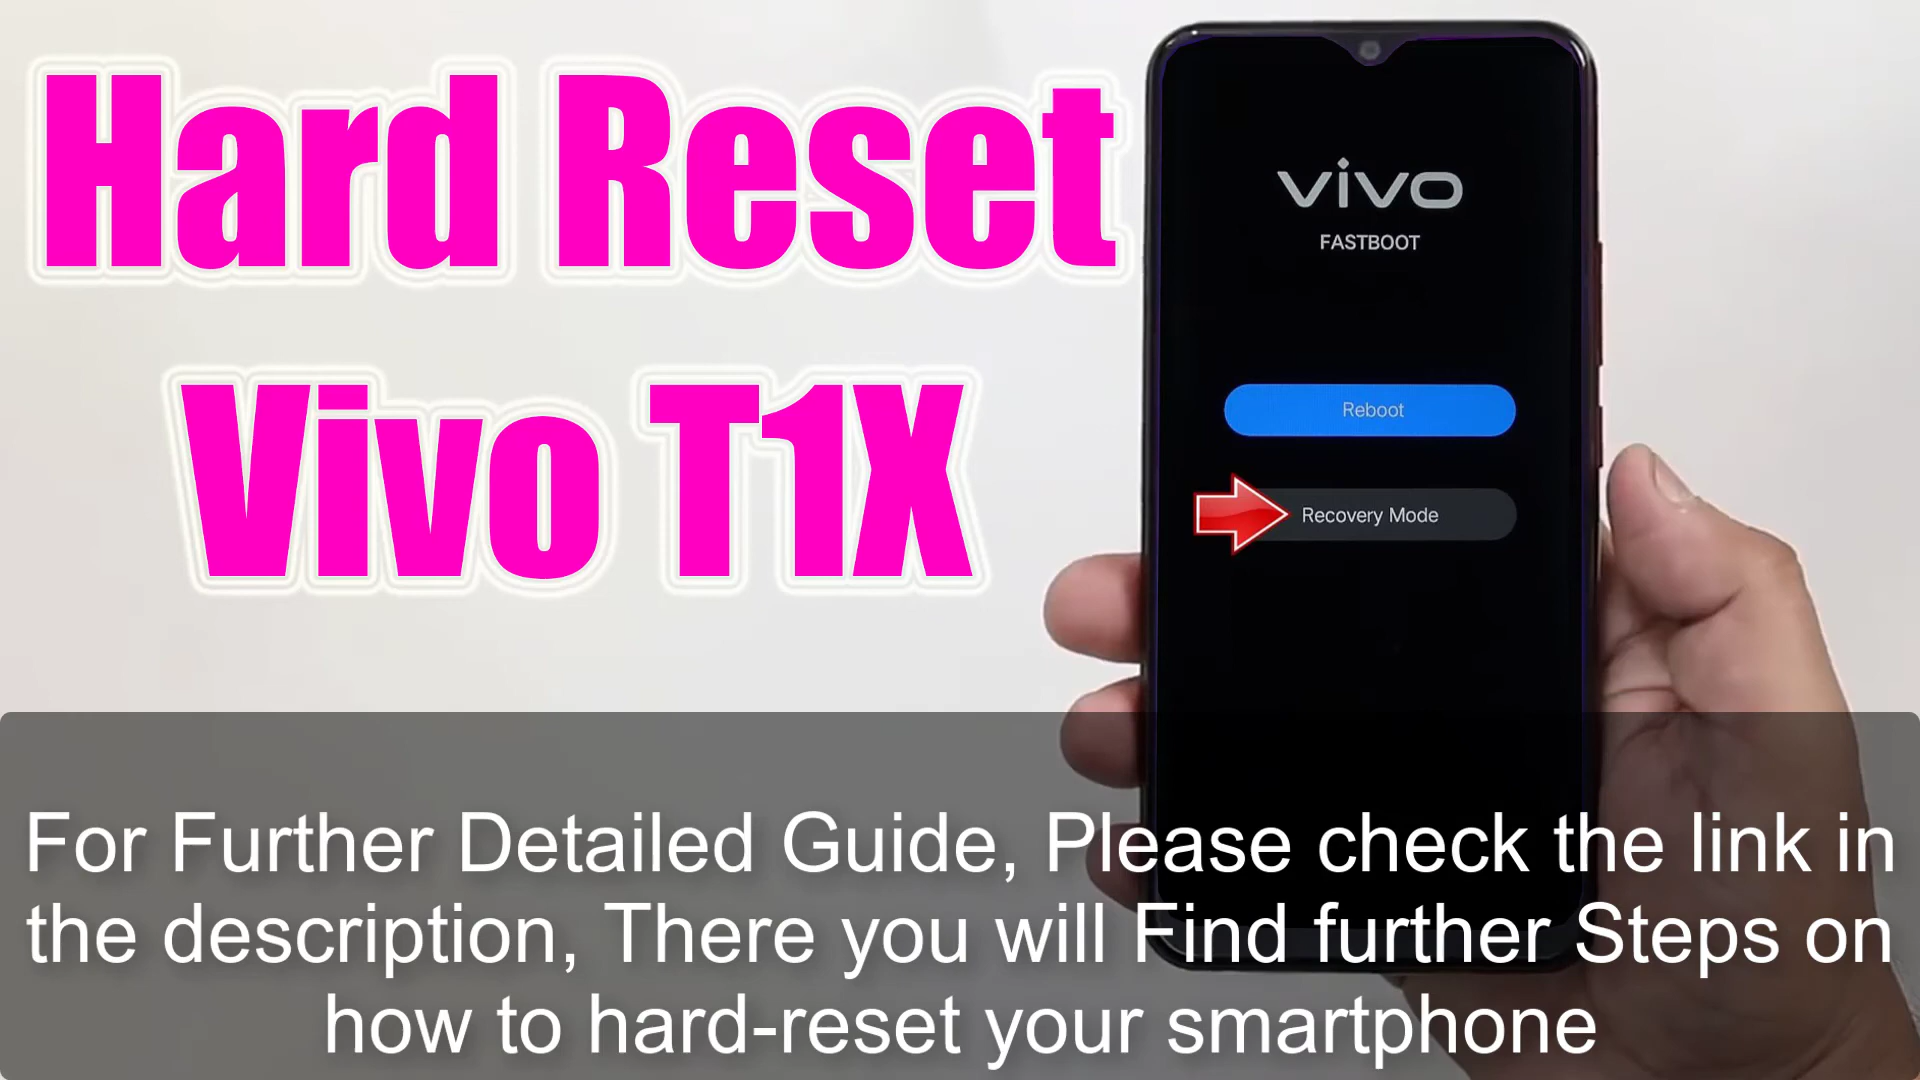 Hard Reset
Vivo T1X
vivo
FASTBOOT
Reboot
Recovery Mode
For Further Detailed Guide, Please check the link in
the description, There you will Find further Steps on
how to hard-reset your smartphone